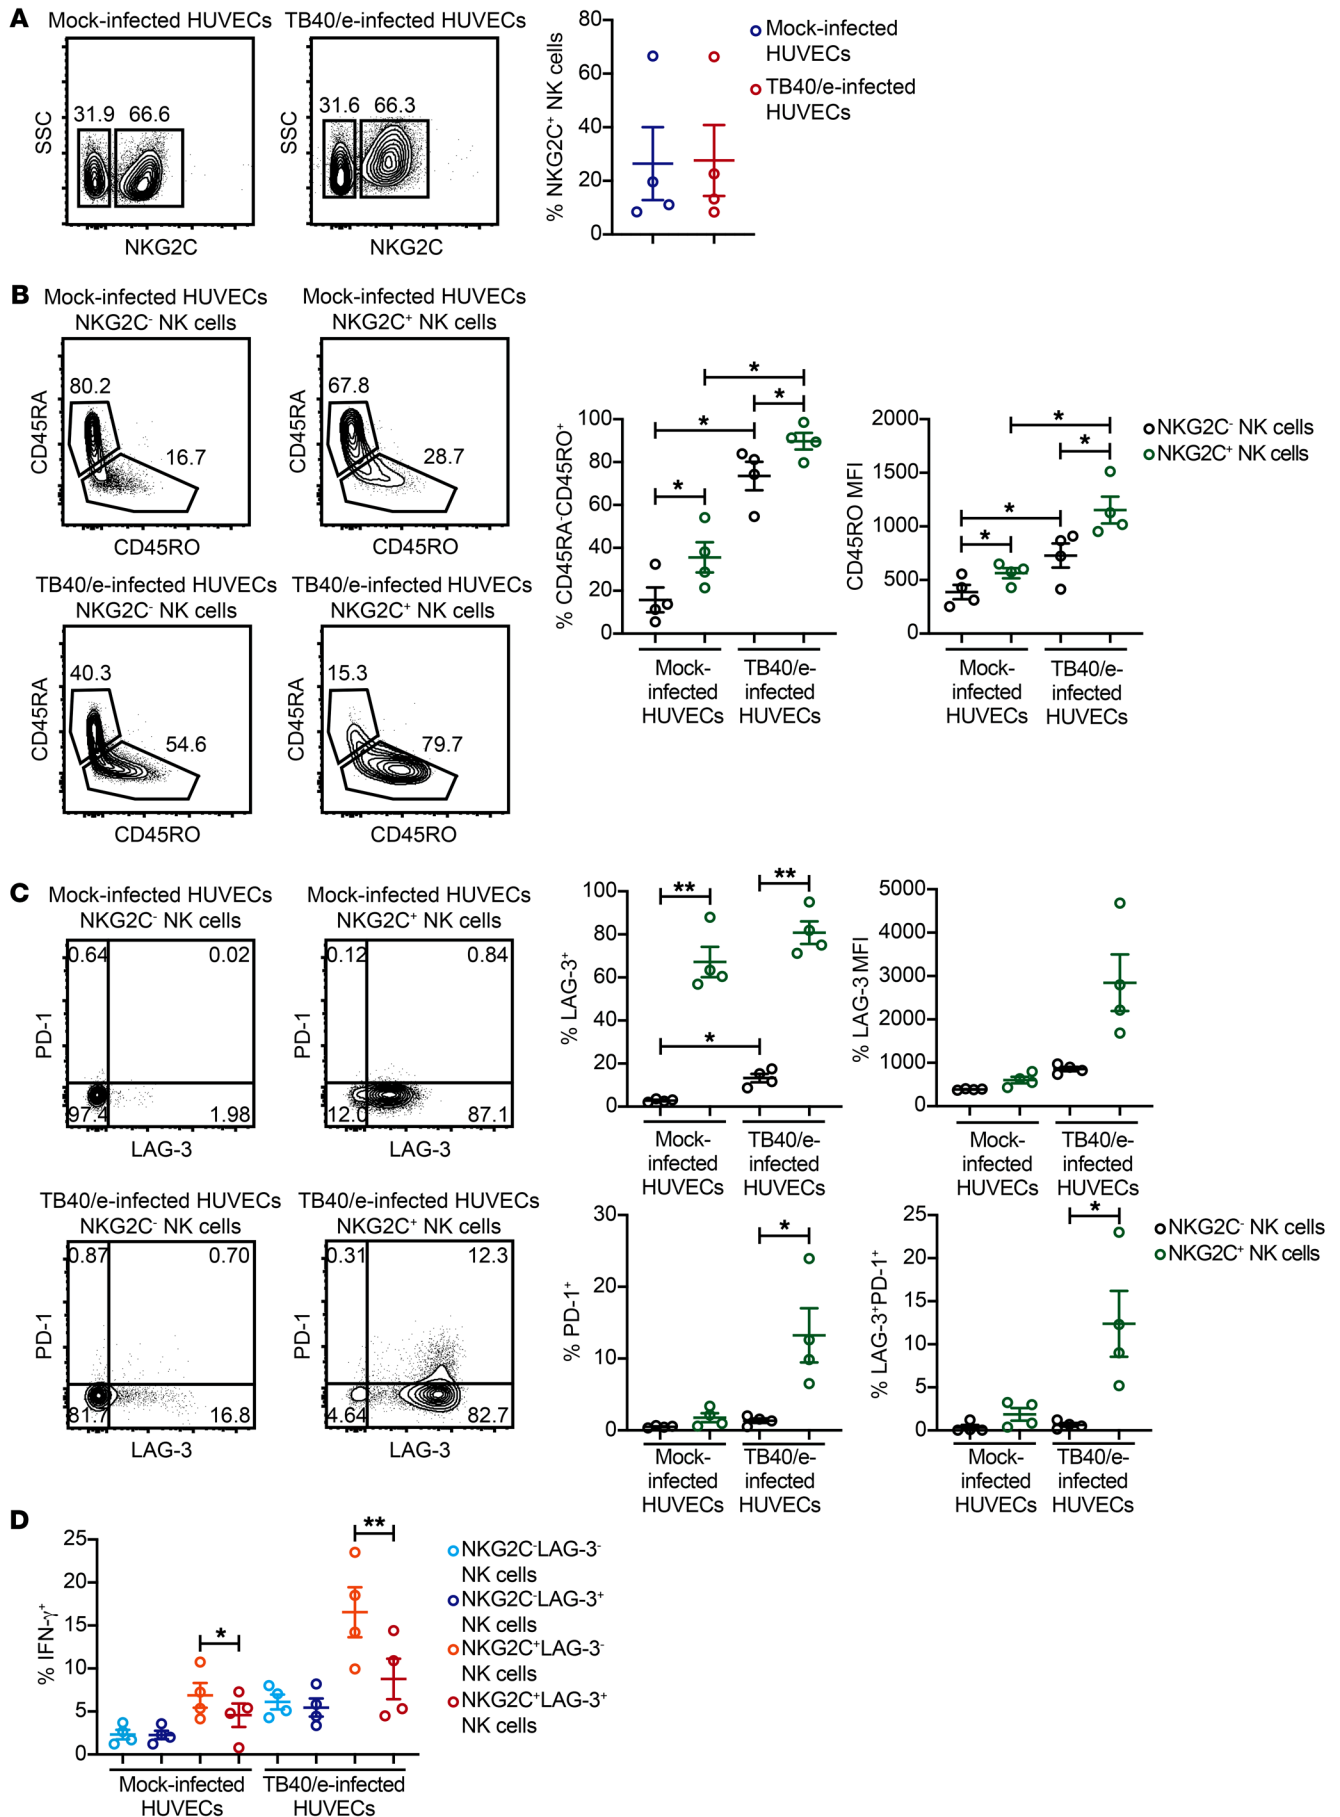 A
Mock-infected HUVECs
TB40/e-infected HUVECs
SSC
31.9 66.6
NKG2C
SSC
31.6 66.3
NKG2C
% NKG2C⁺ NK cells
80
60
40
20
0
Mock-infected
HUVECs
TB40/e-infected
HUVECs
B
Mock-infected HUVECs
NKG2C⁻ NK cells
CD45RA
80.2
16.7
CD45RO
Mock-infected HUVECs
NKG2C⁺ NK cells
CD45RA
67.8
28.7
CD45RO
TB40/e-infected HUVECs
NKG2C⁻ NK cells
CD45RA
40.3
54.6
CD45RO
TB40/e-infected HUVECs
NKG2C⁺ NK cells
CD45RA
15.3
79.7
CD45RO
% CD45RA⁻CD45RO⁺
100
80
60
40
20
0
*
*
*
*
Mock-
infected
HUVECs
TB40/e-
infected
HUVECs
CD45RO MFI
2000
1500
1000
500
0
*
*
*
*
Mock-
infected
HUVECs
TB40/e-
infected
HUVECs
NKG2C⁻ NK cells
NKG2C⁺ NK cells
C
Mock-infected HUVECs
NKG2C⁻ NK cells
PD-1
0.64 0.02
97.4 1.98
LAG-3
Mock-infected HUVECs
NKG2C⁺ NK cells
PD-1
0.12 0.84
12.0 87.1
LAG-3
TB40/e-infected HUVECs
NKG2C⁻ NK cells
PD-1
0.87 0.70
81.7 16.8
LAG-3
TB40/e-infected HUVECs
NKG2C⁺ NK cells
PD-1
0.31 12.3
4.64 82.7
LAG-3
% LAG-3⁺
100
80
60
40
20
0
**
**
*
Mock-
infected
HUVECs
TB40/e-
infected
HUVECs
% LAG-3 MFI
5000
4000
3000
2000
1000
0
Mock-
infected
HUVECs
TB40/e-
infected
HUVECs
% PD-1⁺
30
20
10
0
*
Mock-
infected
HUVECs
TB40/e-
infected
HUVECs
% LAG-3⁺PD-1⁺
25
20
15
10
5
0
*
Mock-
infected
HUVECs
TB40/e-
infected
HUVECs
NKG2C⁻ NK cells
NKG2C⁺ NK cells
D
% IFN-γ⁺
25
20
15
10
5
0
*
**
Mock-infected
HUVECs
TB40/e-infected
HUVECs
NKG2C⁻LAG-3⁻
NK cells
NKG2C⁻LAG-3⁺
NK cells
NKG2C⁺LAG-3⁻
NK cells
NKG2C⁺LAG-3⁺
NK cells